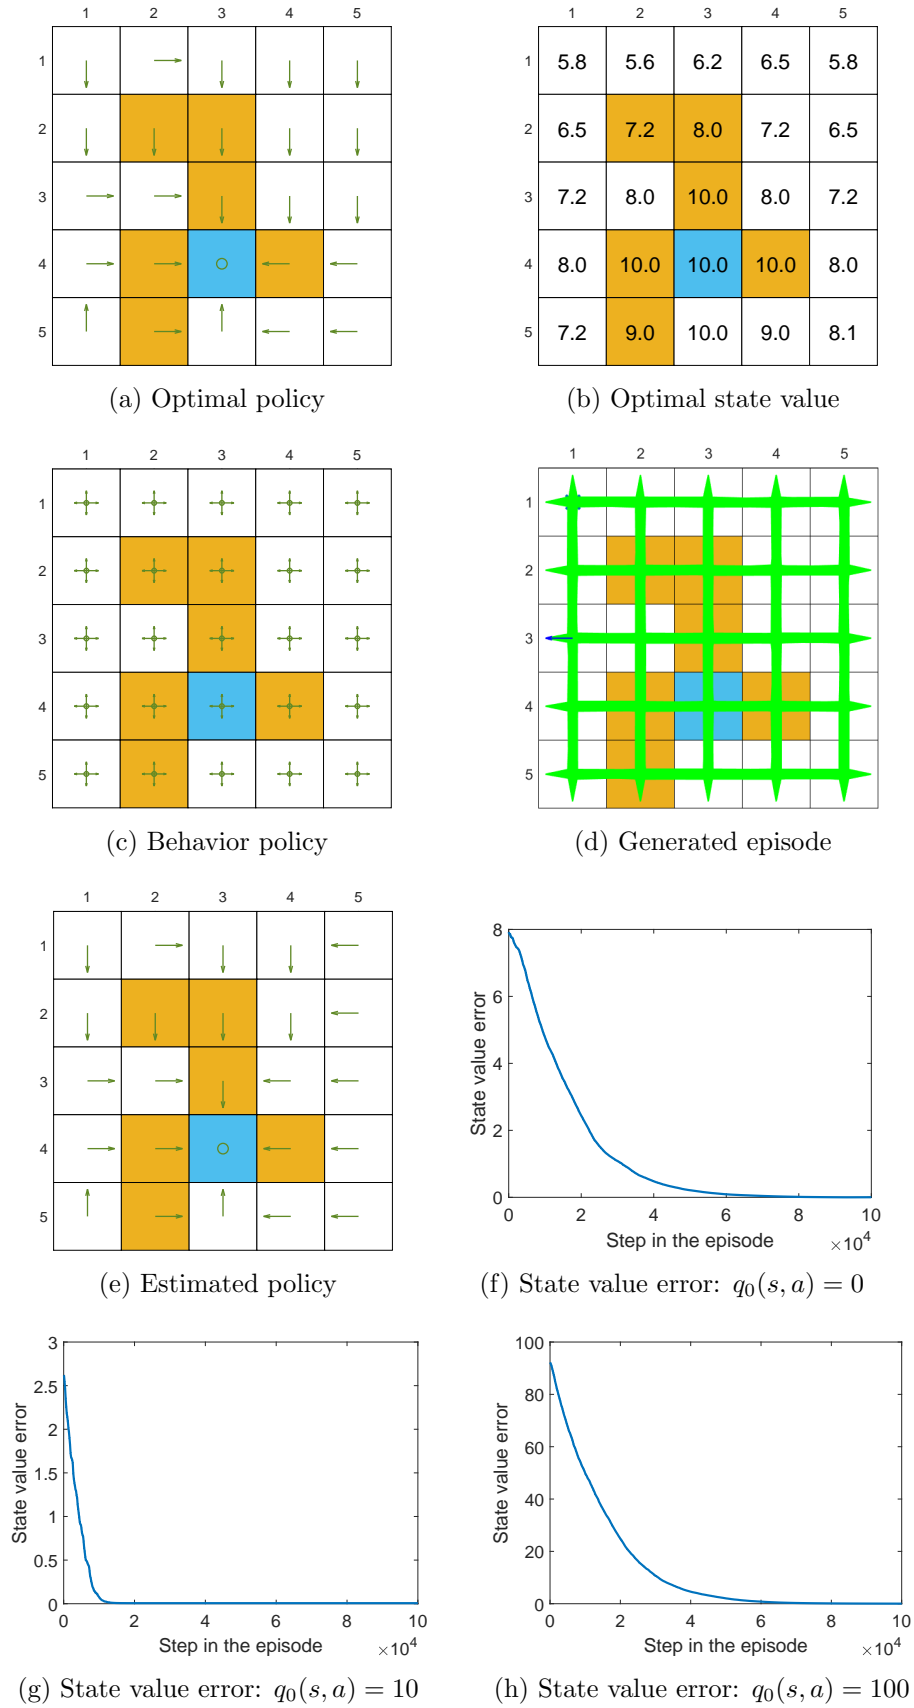 1 2 3 4 5
1
2
3
4
5
(a) Optimal policy
1 2 3 4 5
1 5.8 5.6 6.2 6.5 5.8
2 6.5 7.2 8.0 7.2 6.5
3 7.2 8.0 10.0 8.0 7.2
4 8.0 10.0 10.0 10.0 8.0
5 7.2 9.0 10.0 9.0 8.1
(b) Optimal state value
1 2 3 4 5
1
2
3
4
5
(c) Behavior policy
1 2 3 4 5
1
2
3
4
5
(d) Generated episode
1 2 3 4 5
1
2
3
4
5
(e) Estimated policy
8
6
4
2
0
State value error
0 2 4 6 8 10
Step in the episode ×10⁴
(f) State value error: q₀(s, a) = 0
3
2.5
2
1.5
1
0.5
0
State value error
0 2 4 6 8 10
Step in the episode ×10⁴
(g) State value error: q₀(s, a) = 10
100
80
60
40
20
0
State value error
0 2 4 6 8 10
Step in the episode ×10⁴
(h) State value error: q₀(s, a) = 100